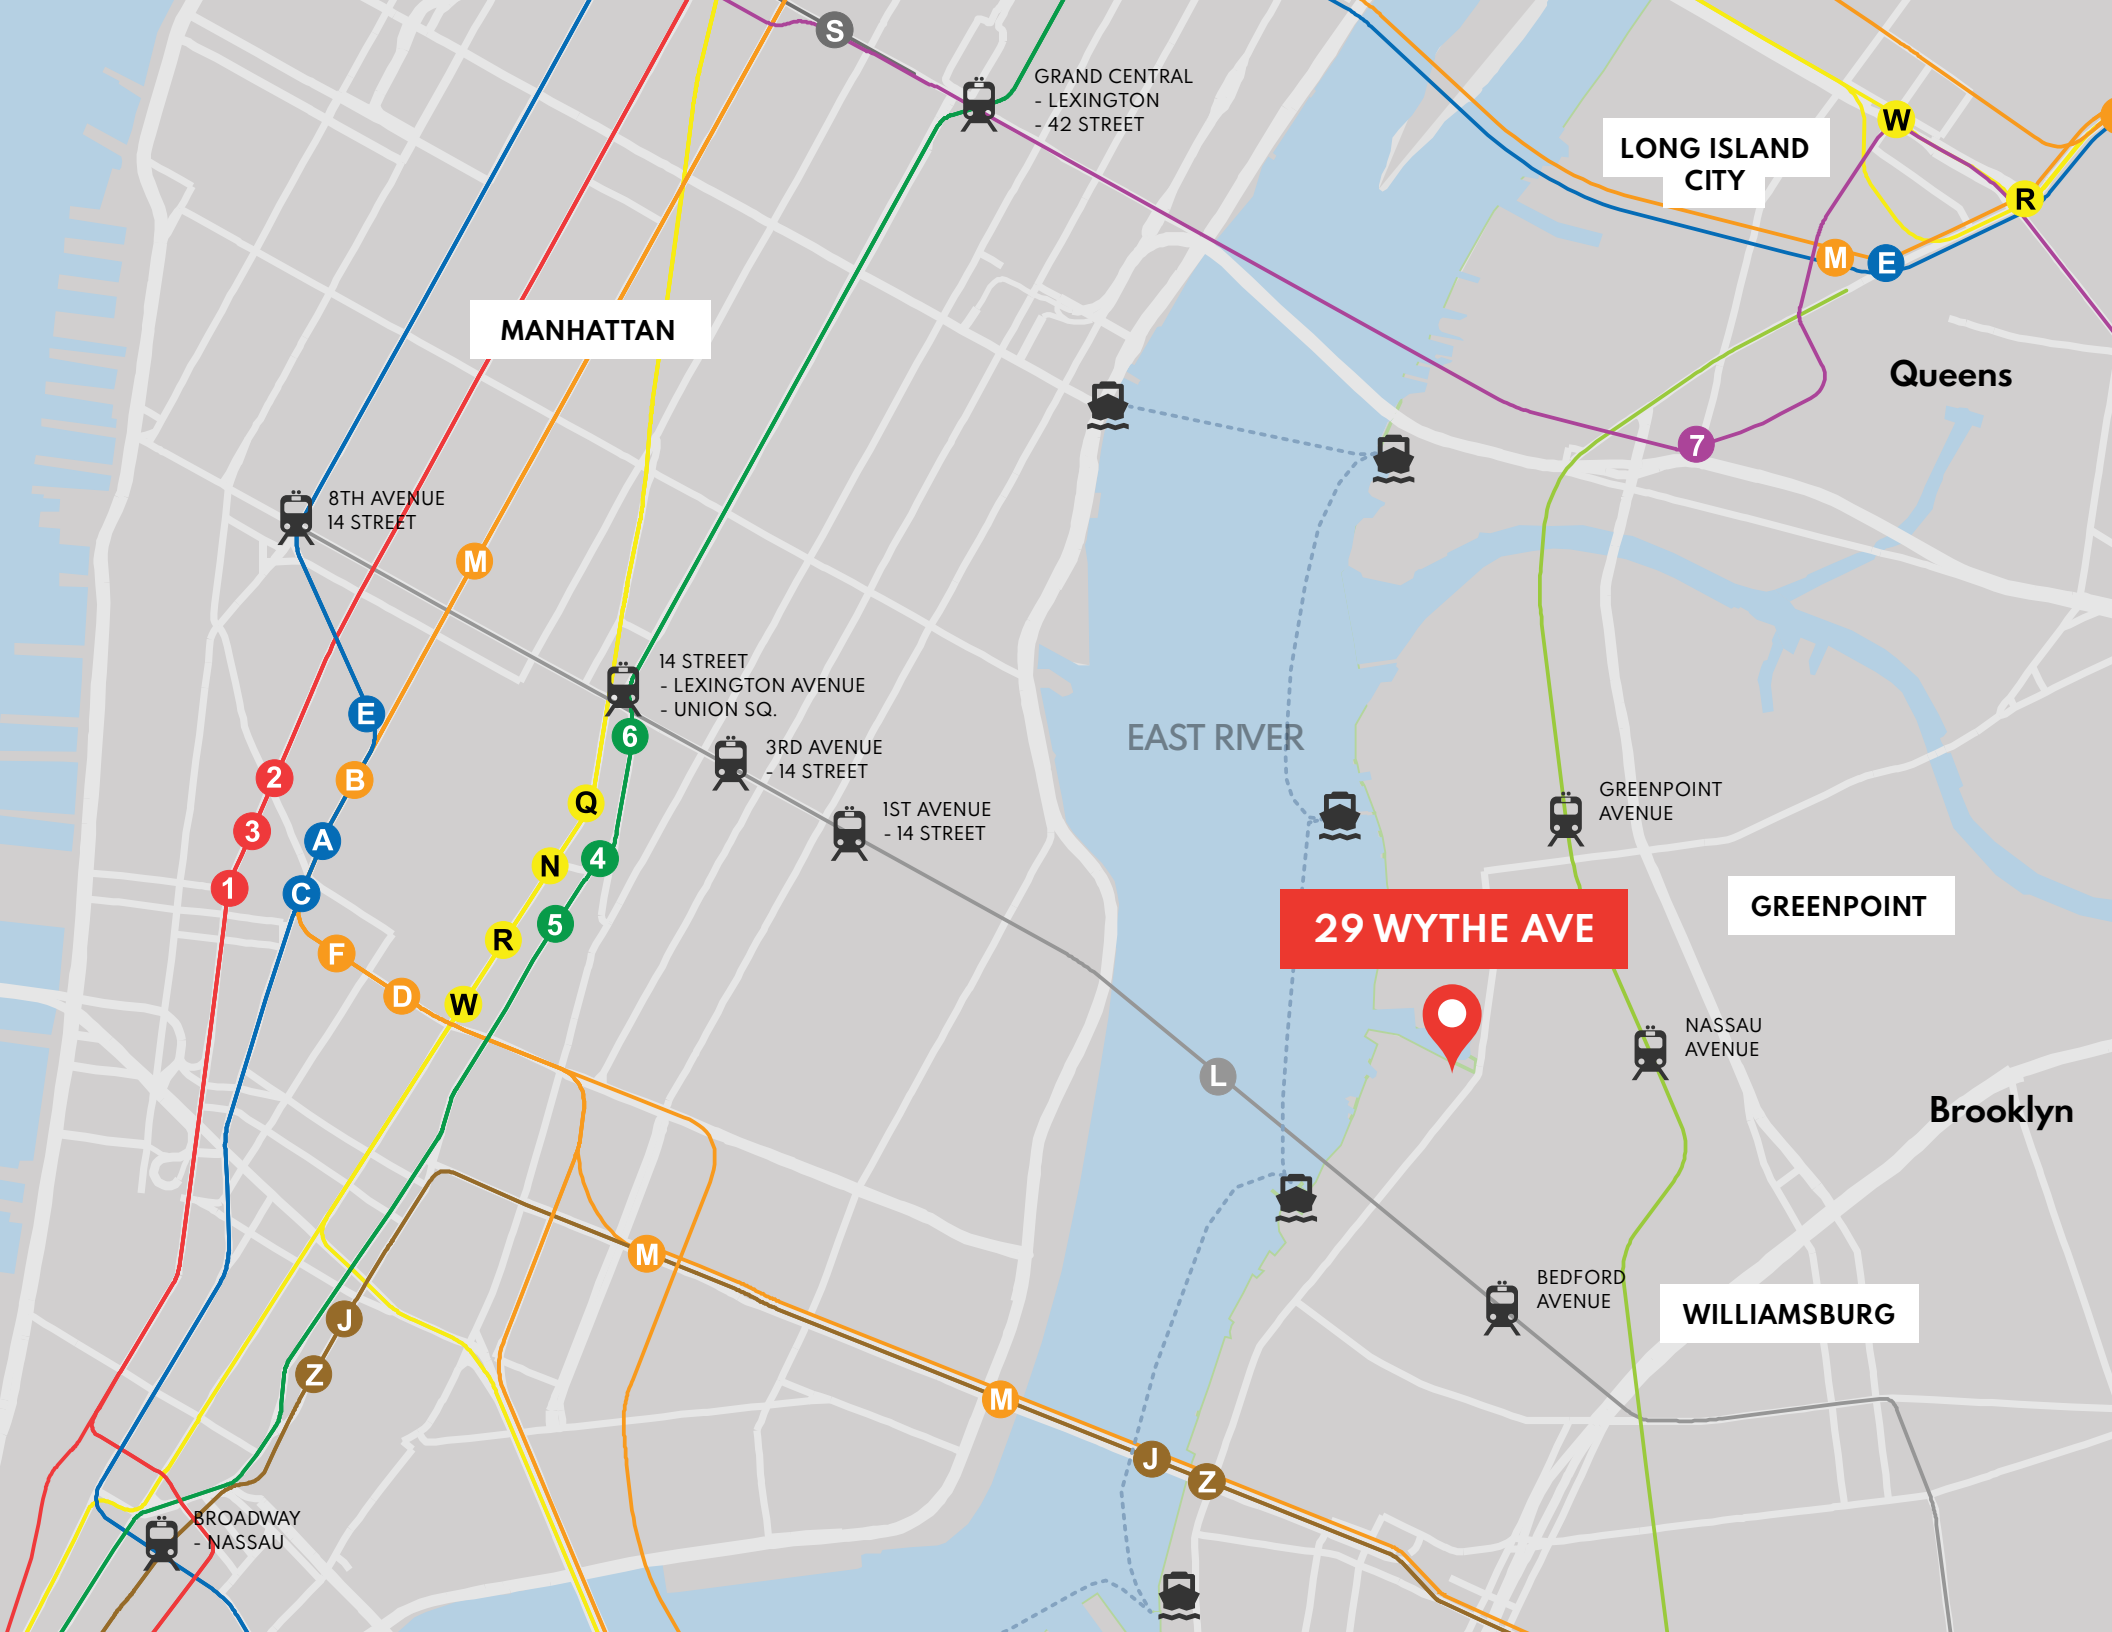 S
GRAND CENTRAL
- LEXINGTON
- 42 STREET
W
LONG ISLAND
CITY
R
M
E
MANHATTAN
Queens
7
8TH AVENUE
14 STREET
M
14 STREET
- LEXINGTON AVENUE
- UNION SQ.
E
6
EAST RIVER
3RD AVENUE
- 14 STREET
2
B
Q
GREENPOINT
AVENUE
1ST AVENUE
- 14 STREET
3
A
N
4
1
C
GREENPOINT
29 WYTHE AVE
R
5
F
D
W
NASSAU
AVENUE
L
Brooklyn
M
BEDFORD
AVENUE
WILLIAMSBURG
J
Z
M
J
Z
BROADWAY
- NASSAU